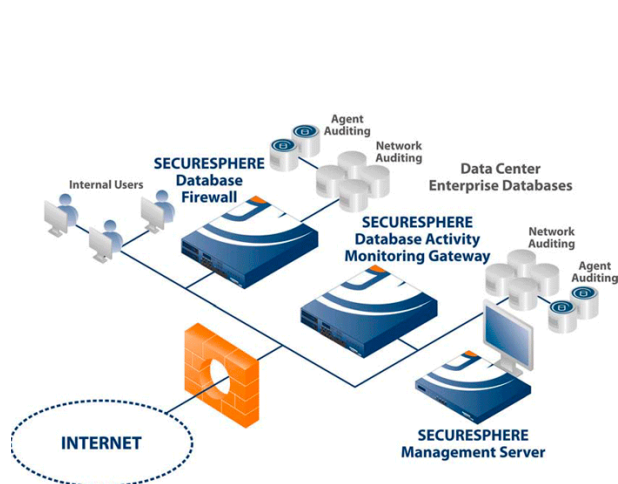 Agent
Auditing
Network
Auditing
Internal Users
SECURESPHERE
Database
Firewall
Data Center
Enterprise Databases
SECURESPHERE
Database Activity
Monitoring Gateway
Network
Auditing
Agent
Auditing
INTERNET
SECURESPHERE
Management Server